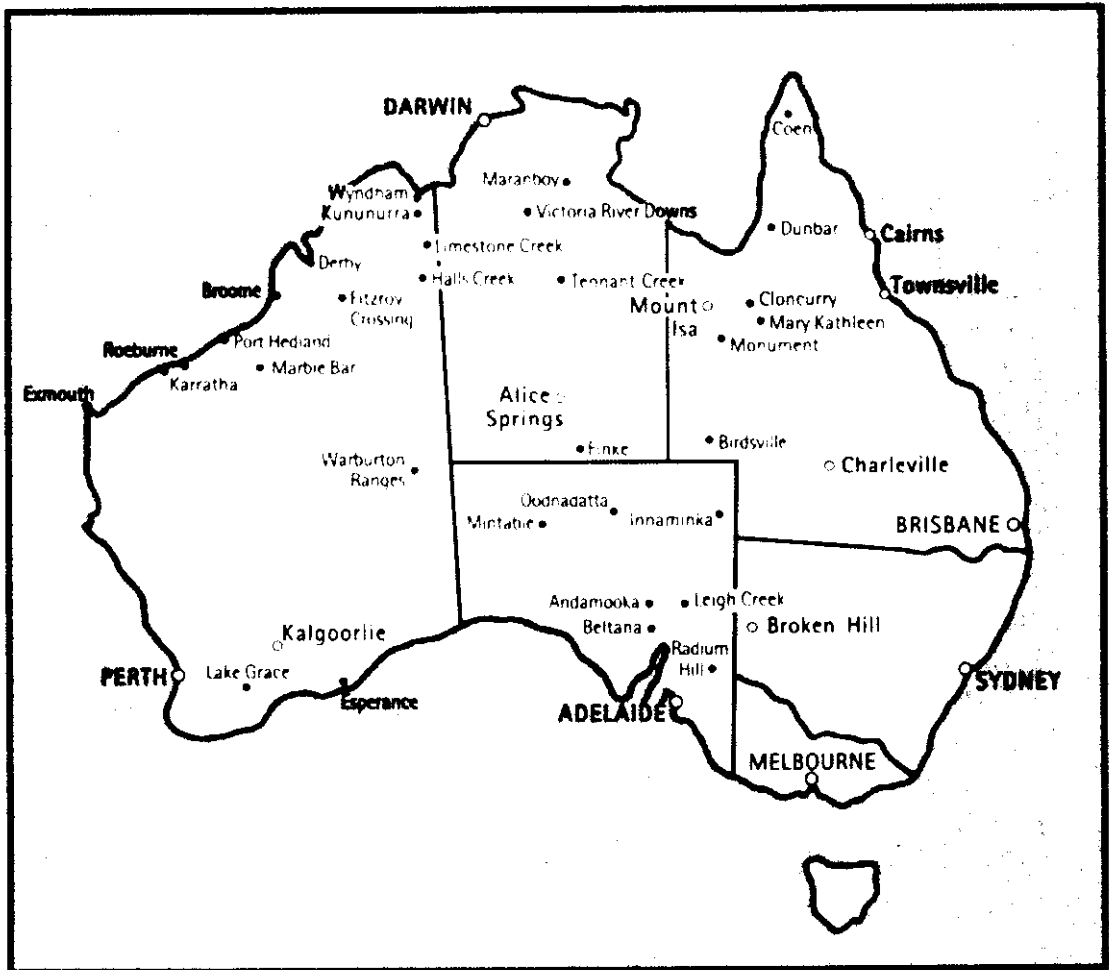 DARWIN
Coen
Maranboy
Wyndham
Kununurra
Victoria River Downs
Dunbar
Cairns
Limestone Creek
Derby
Halls Creek
Tennant Creek
Townsville
Broome
Fitzroy
Crossing
Mount
Isa
Cloncurry
Mary Kathleen
Monument
Port Hedland
Roeburne
Marble Bar
Karratha
Exmouth
Alice
Springs
Finke
Birdsville
Warburton
Ranges
Charleville
Oodnadatta
Mintabie
Innaminka
BRISBANE
Andamooka
Leigh Creek
Beltana
Broken Hill
Kalgoorlie
Radium
Hill
PERTH
Lake Grace
Esperance
SYDNEY
ADELAIDE
MELBOURNE